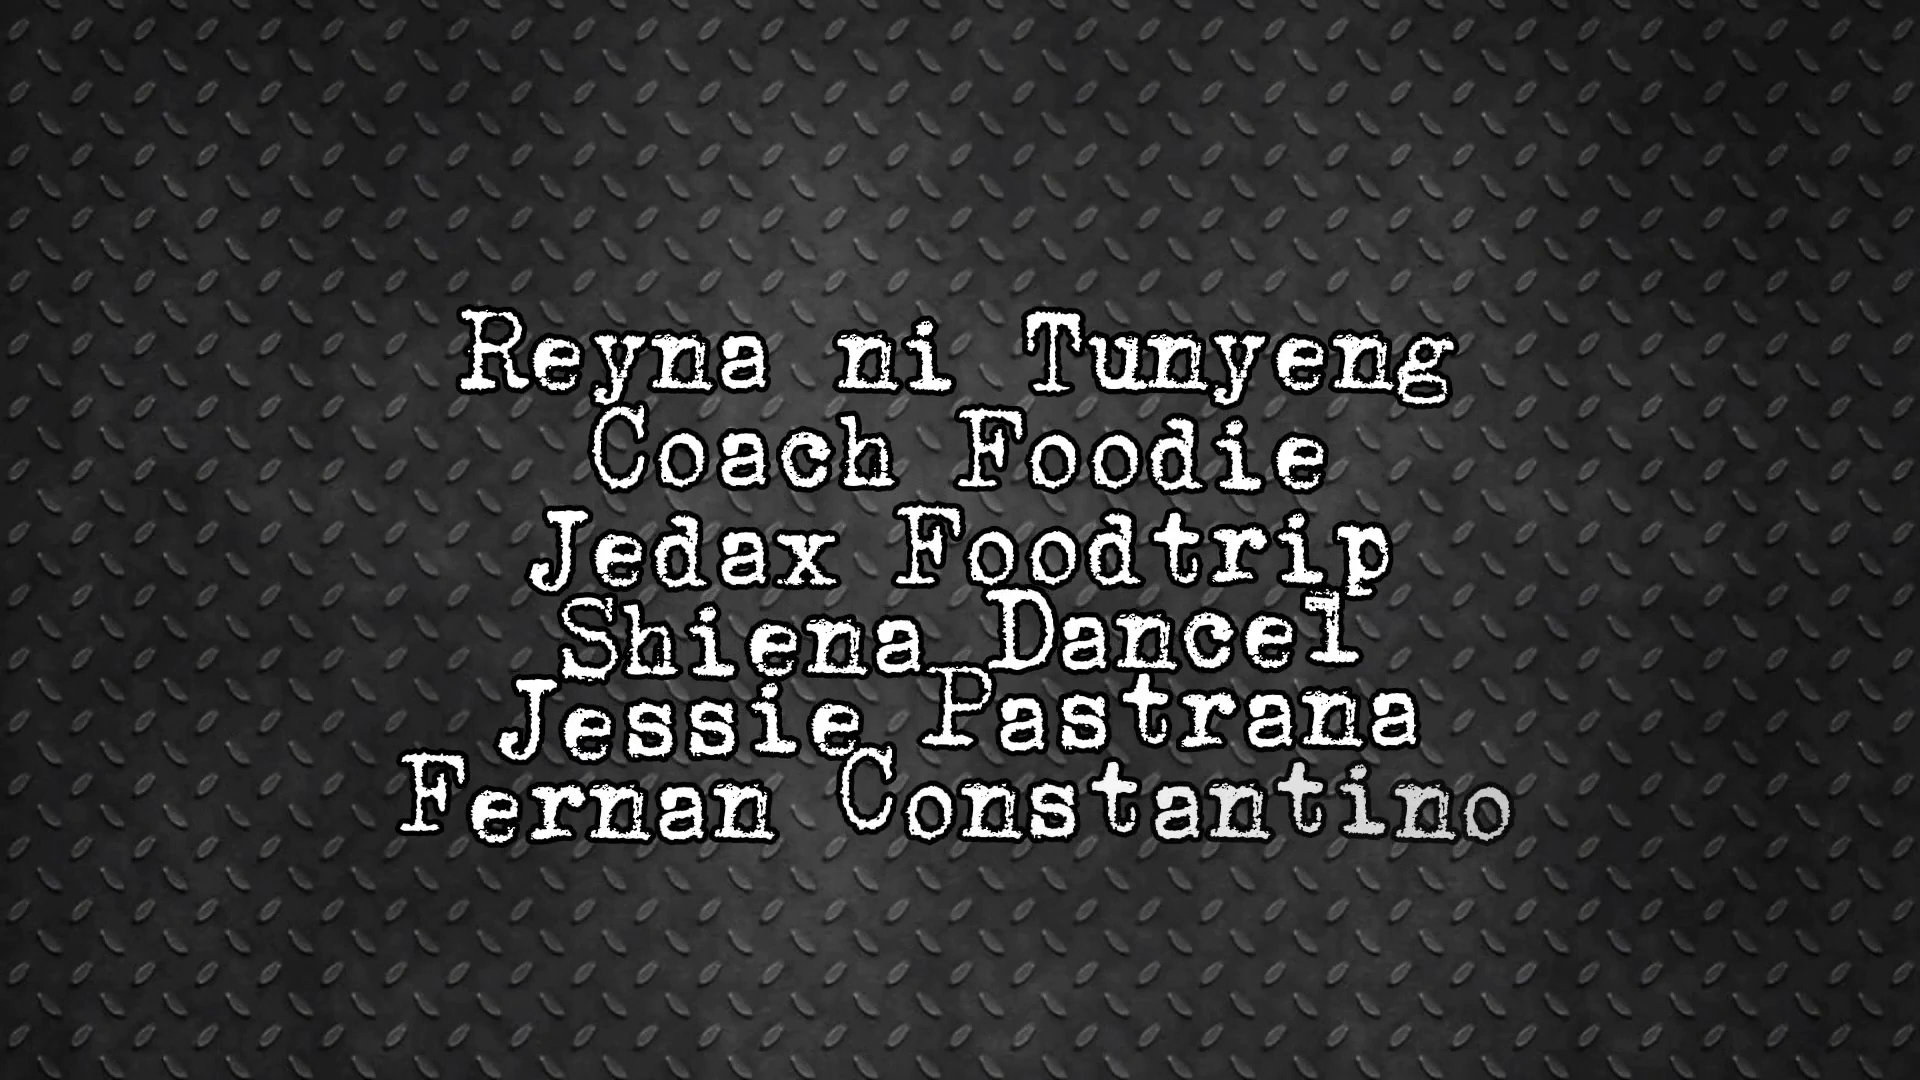 Reyna ni Tunyeng
Coach Foodie
Jedax Foodtrip
Shiena Dancel
Jessie Pastrana
Fernan Constantino